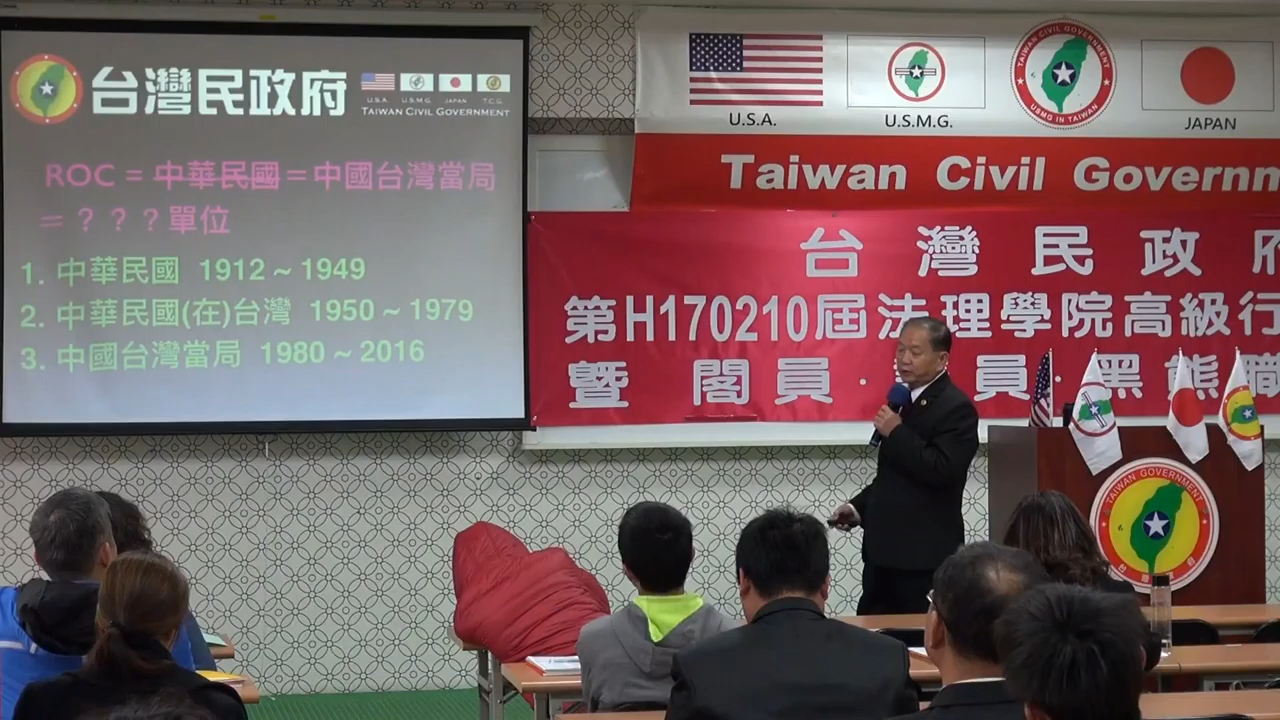 台灣民政府
U.S.A. U.S.M.G. JAPAN T.C.G.
TAIWAN CIVIL GOVERNMENT
ROC = 中華民國 = 中國台灣當局
= ? ? ? 單位
1. 中華民國 1912 ~ 1949
2. 中華民國(在)台灣 1950 ~ 1979
3. 中國台灣當局 1980 ~ 2016
U.S.A.
U.S.M.G.
TAIWAN CIVIL GOVERNMENT
USMG IN TAIWAN
JAPAN
Taiwan Civil Governm
台灣民政府
第H170210屆法理學院高級行
暨 閣員 · 員 · 黑熊職
TAIWAN GOVERNMENT